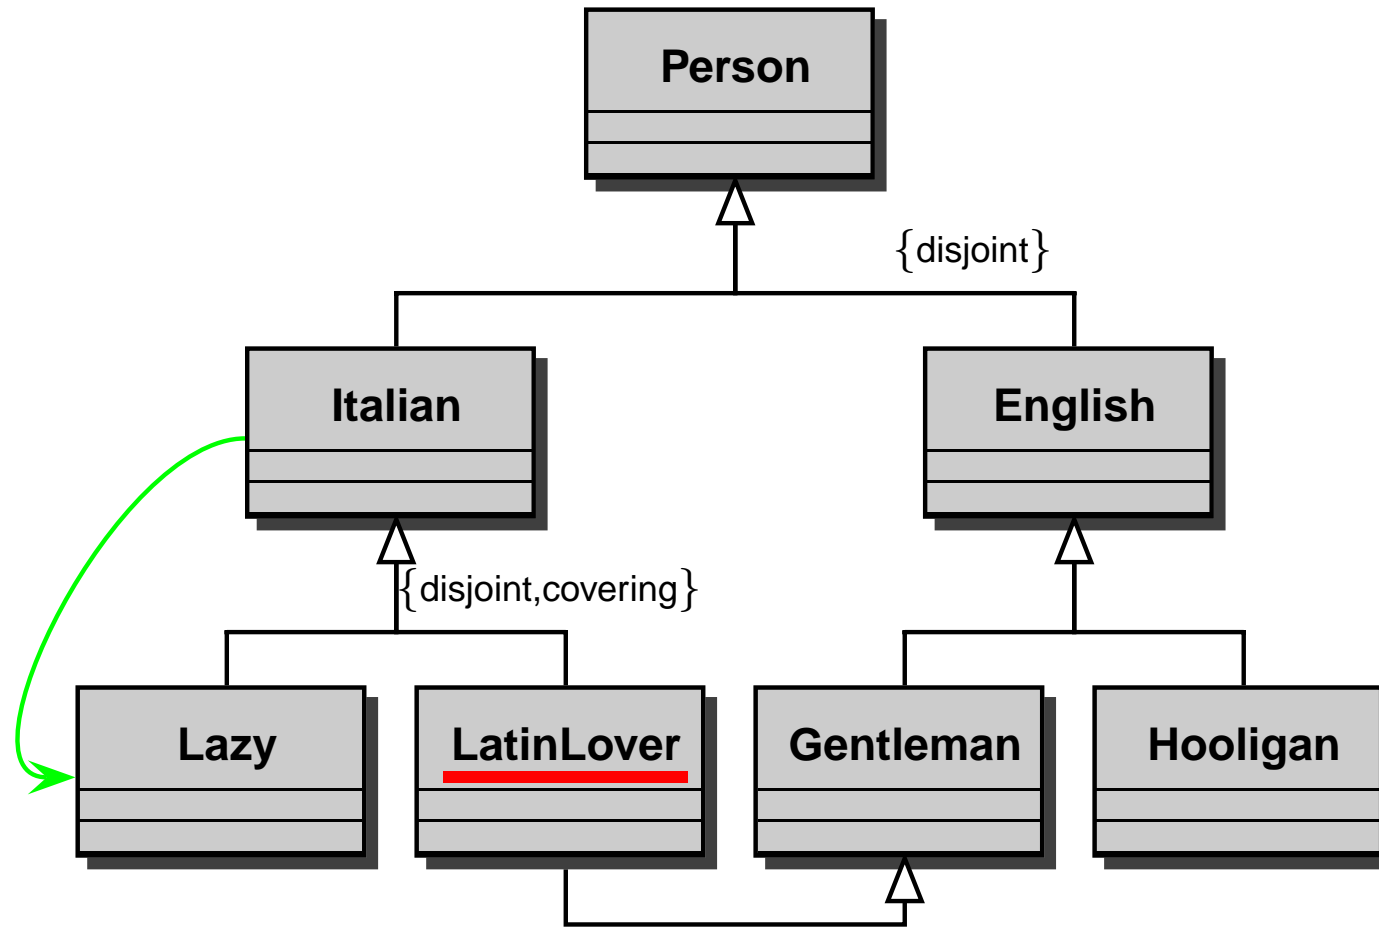 Person
{disjoint}
Italian
English
{disjoint,covering}
Lazy
LatinLover
Gentleman
Hooligan